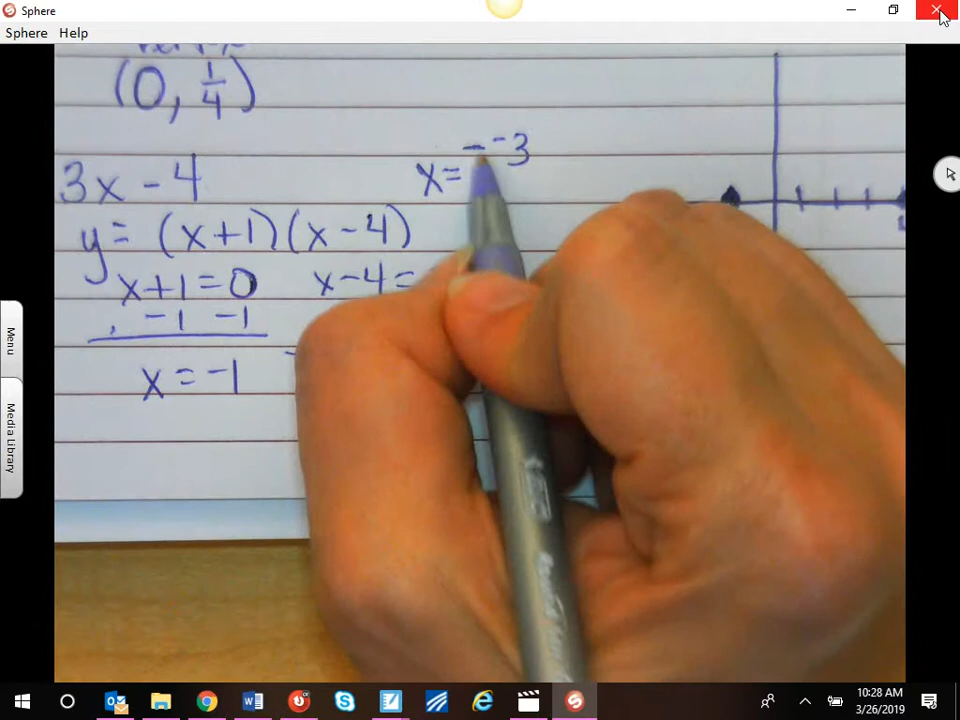 Sphere
Sphere Help
(0, 1/4)
3x - 4
x = - -3
y = (x+1)(x-4)
x+1=0 x-4=
-1 -1
x = -1
Menu
Media Library
10:28 AM
3/26/2019